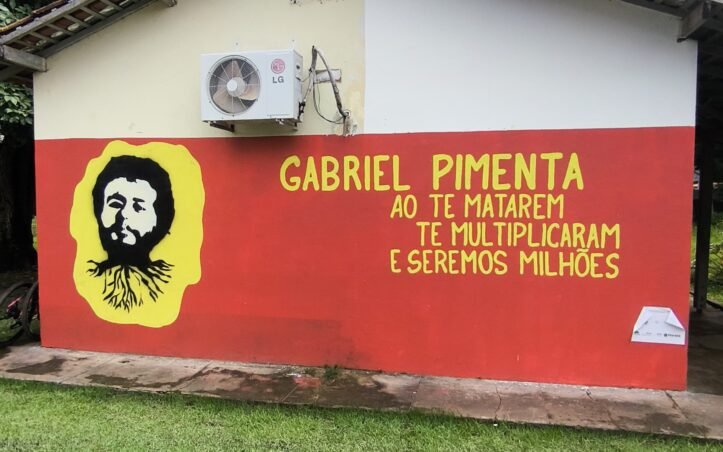 LG
GABRIEL PIMENTA
AO TE MATAREM
TE MULTIPLICARAM
E SEREMOS MILHÕES